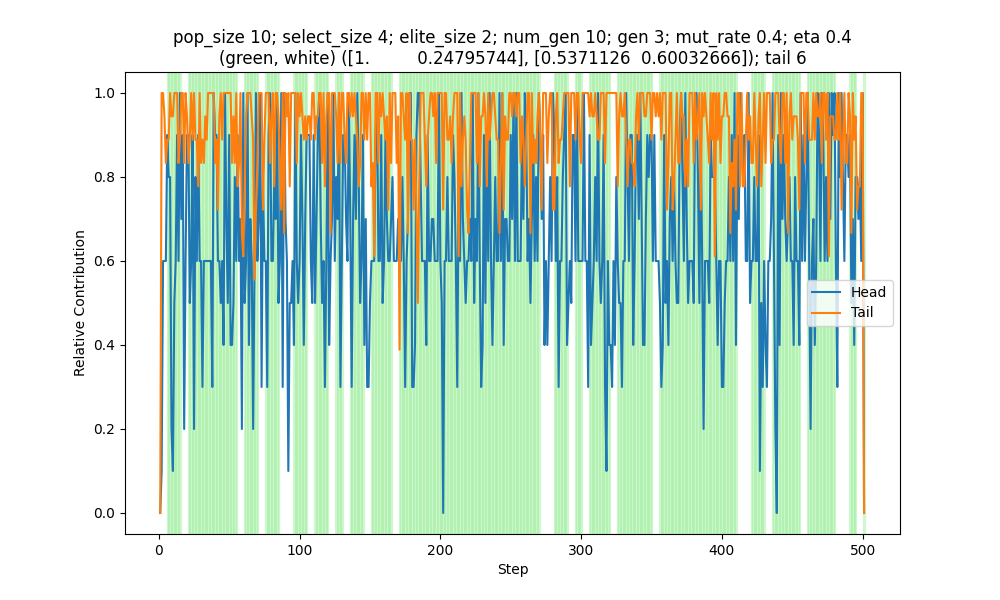 pop_size 10; select_size 4; elite_size 2; num_gen 10; gen 3; mut_rate 0.4; eta 0.4
(green, white) ([1. 0.24795744], [0.5371126 0.60032666]); tail 6
Relative Contribution
1.0
0.8
0.6
0.4
0.2
0.0
Head
Tail
0 100 200 300 400 500
Step